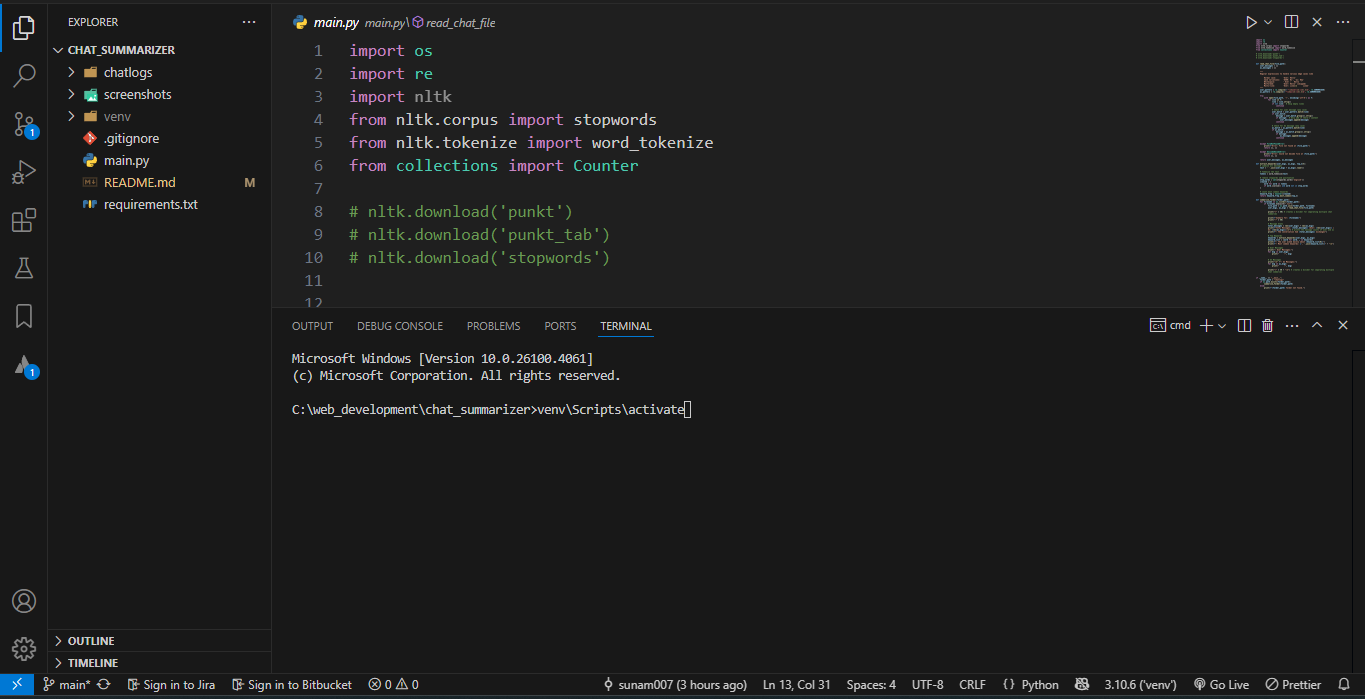 EXPLORER
CHAT_SUMMARIZER
chatlogs
screenshots
venv
.gitignore
main.py
README.md M
requirements.txt
OUTLINE
TIMELINE
main.py main.py\ read_chat_file
1 import os
2 import re
3 import nltk
4 from nltk.corpus import stopwords
5 from nltk.tokenize import word_tokenize
6 from collections import Counter
7
8 # nltk.download('punkt')
9 # nltk.download('punkt_tab')
10 # nltk.download('stopwords')
11
12
OUTPUT DEBUG CONSOLE PROBLEMS PORTS TERMINAL cmd
Microsoft Windows [Version 10.0.26100.4061]
(c) Microsoft Corporation. All rights reserved.
C:\web_development\chat_summarizer>venv\Scripts\activate
1
1
main* Sign in to Jira Sign in to Bitbucket 0 0 sunam007 (3 hours ago) Ln 13, Col 31 Spaces: 4 UTF-8 CRLF {} Python 3.10.6 ('venv') Go Live Prettier